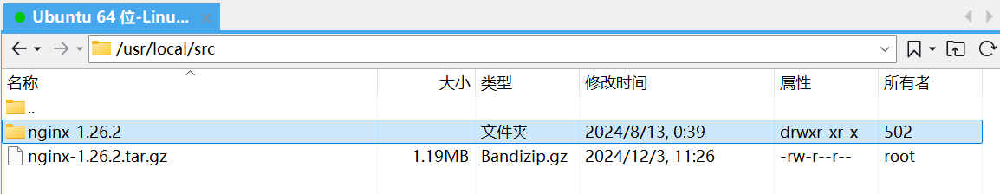 Ubuntu 64 位-Linu...
/usr/local/src
名称 大小 类型 修改时间 属性 所有者
..
nginx-1.26.2 文件夹 2024/8/13, 0:39 drwxr-xr-x 502
nginx-1.26.2.tar.gz 1.19MB Bandizip.gz 2024/12/3, 11:26 -rw-r--r-- root